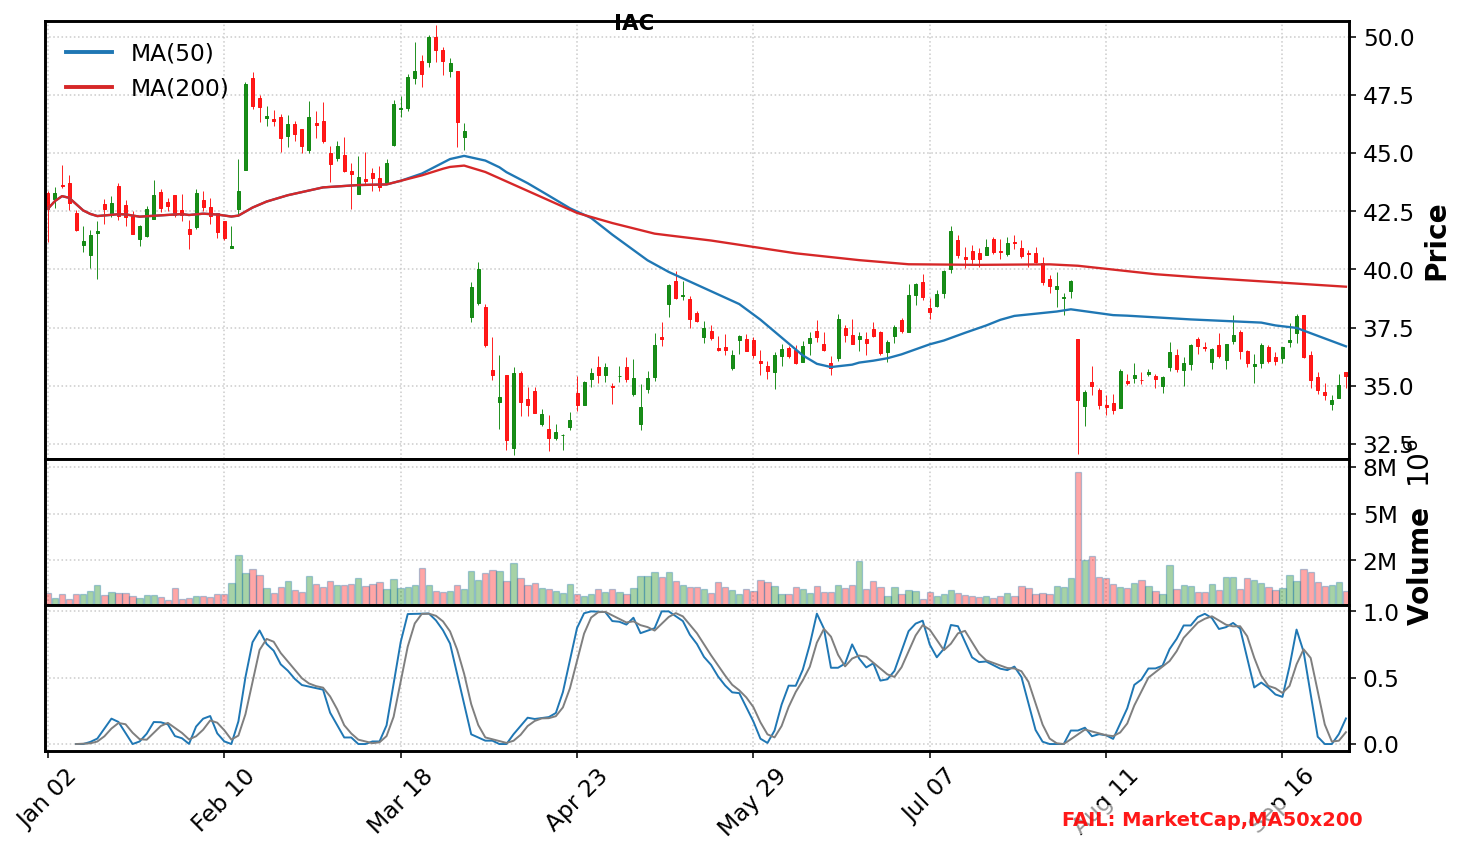 IAC
MA(50)
MA(200)
50.0
47.5
45.0
42.5
40.0
37.5
35.0
32.5
Price
8M
5M
2M
Volume 10^6
1.0
0.5
0.0
Jan 02
Feb 10
Mar 18
Apr 23
May 29
Jul 07
Aug 11
Sep 16
FAIL: MarketCap,MA50x200